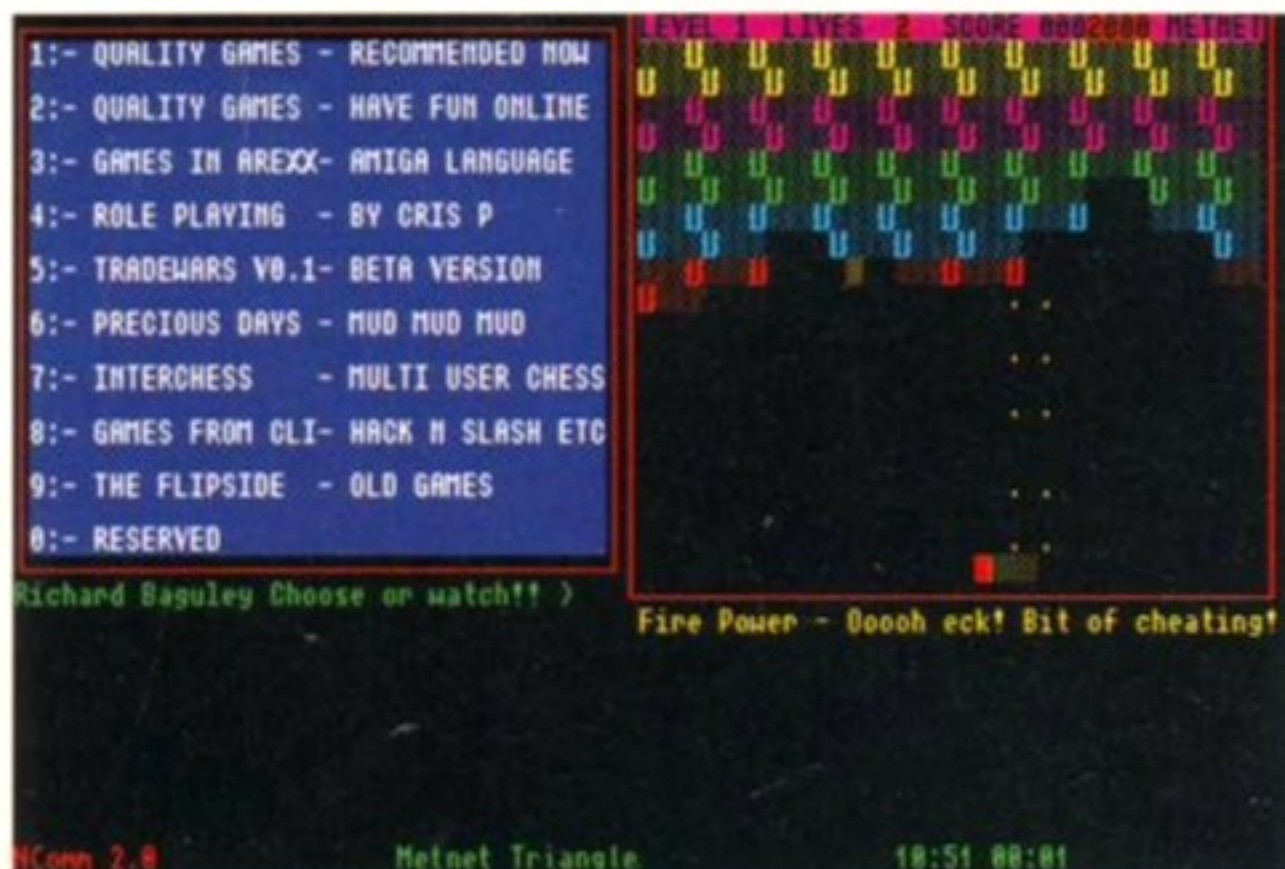 1:- QUALITY GAMES - RECOMMENDED NOW
2:- QUALITY GAMES - HAVE FUN ONLINE
3:- GAMES IN AREXX- AMIGA LANGUAGE
4:- ROLE PLAYING - BY CRIS P
5:- TRADEWARS V0.1- BETA VERSION
6:- PRECIOUS DAYS - MUD MUD MUD
7:- INTERCHESS - MULTI USER CHESS
8:- GAMES FROM CLI- HACK N SLASH ETC
9:- THE FLIPSIDE - OLD GAMES
0:- RESERVED
Richard Baguley Choose or watch!! >
LEVEL 1 LIVES 2 SCORE 0002000 METNET
U U U U U U U U U
U U U U U U U U U U
U U U U U U U U U
U U U U U U U U U U
U U U U U U U U U
U U U U U U U U U
U U U U U U U U
U U U U U U U
U U U U
U
Fire Power - Ooooh eck! Bit of cheating!
NComm 2.0 Metnet Triangle 10:51 00:01